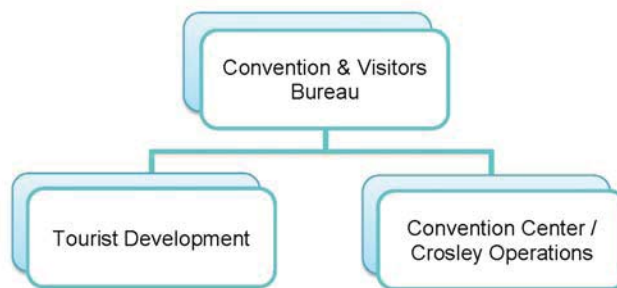 Convention & Visitors
Bureau
Tourist Development
Convention Center /
Crosley Operations